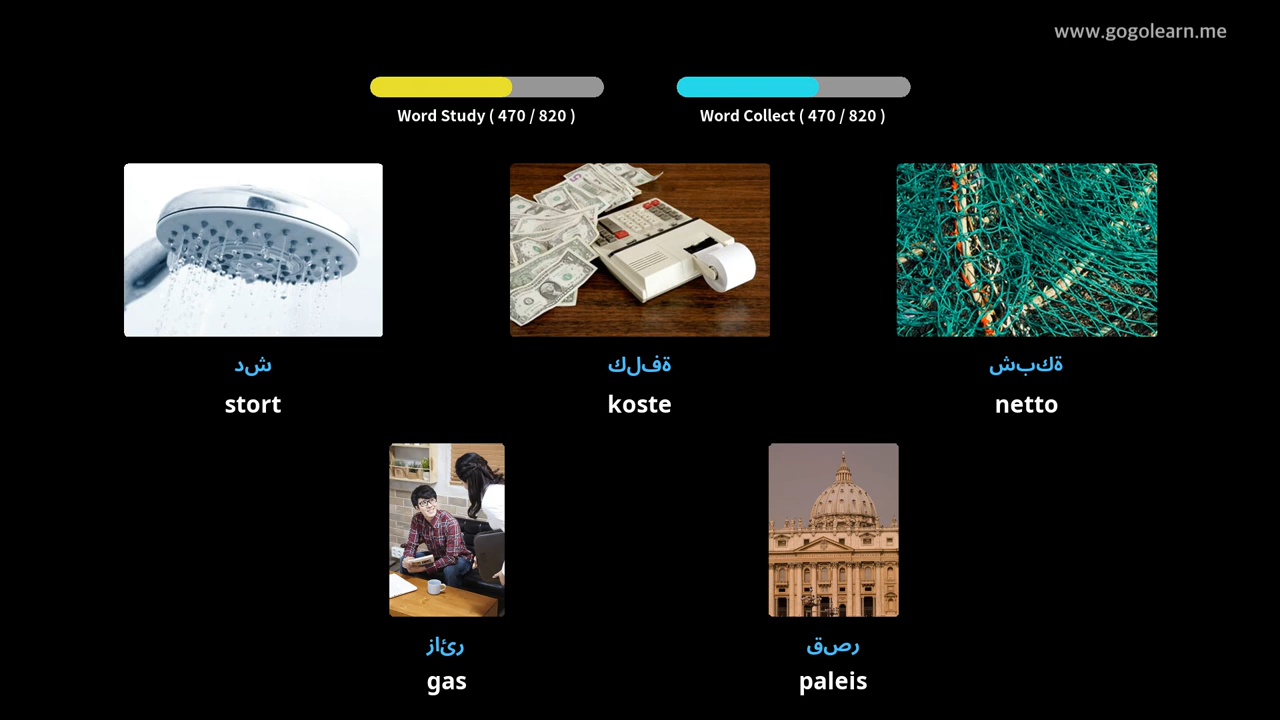 www.gogolearn.me
Word Study ( 470 / 820 )
Word Collect ( 470 / 820 )
شد
stort
ةفلك
koste
ةكبش
netto
رئاز
gas
رصق
paleis